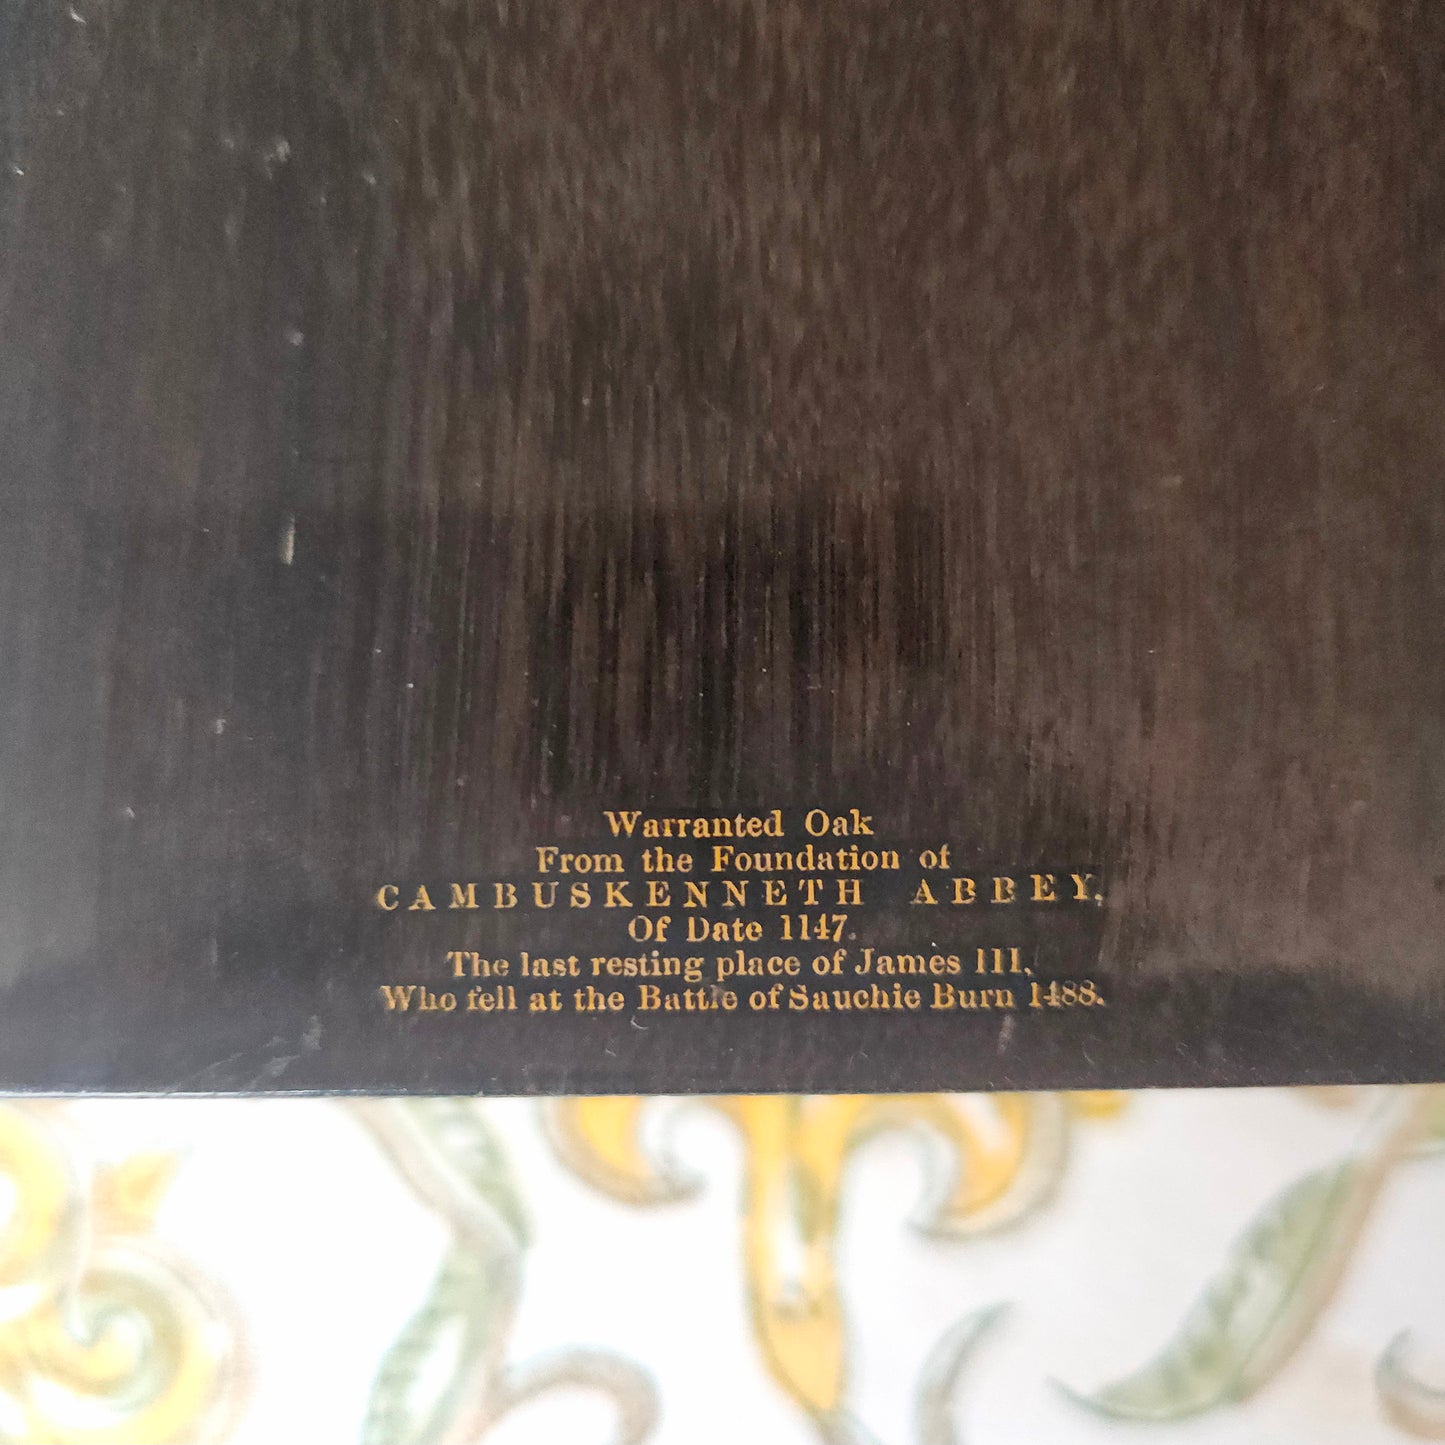 Warranted Oak
From the Foundation of
CAMBUSKENNETH ABBEY,
Of Date 1147.
The last resting place of James III,
Who fell at the Battle of Sauchie Burn 1488.